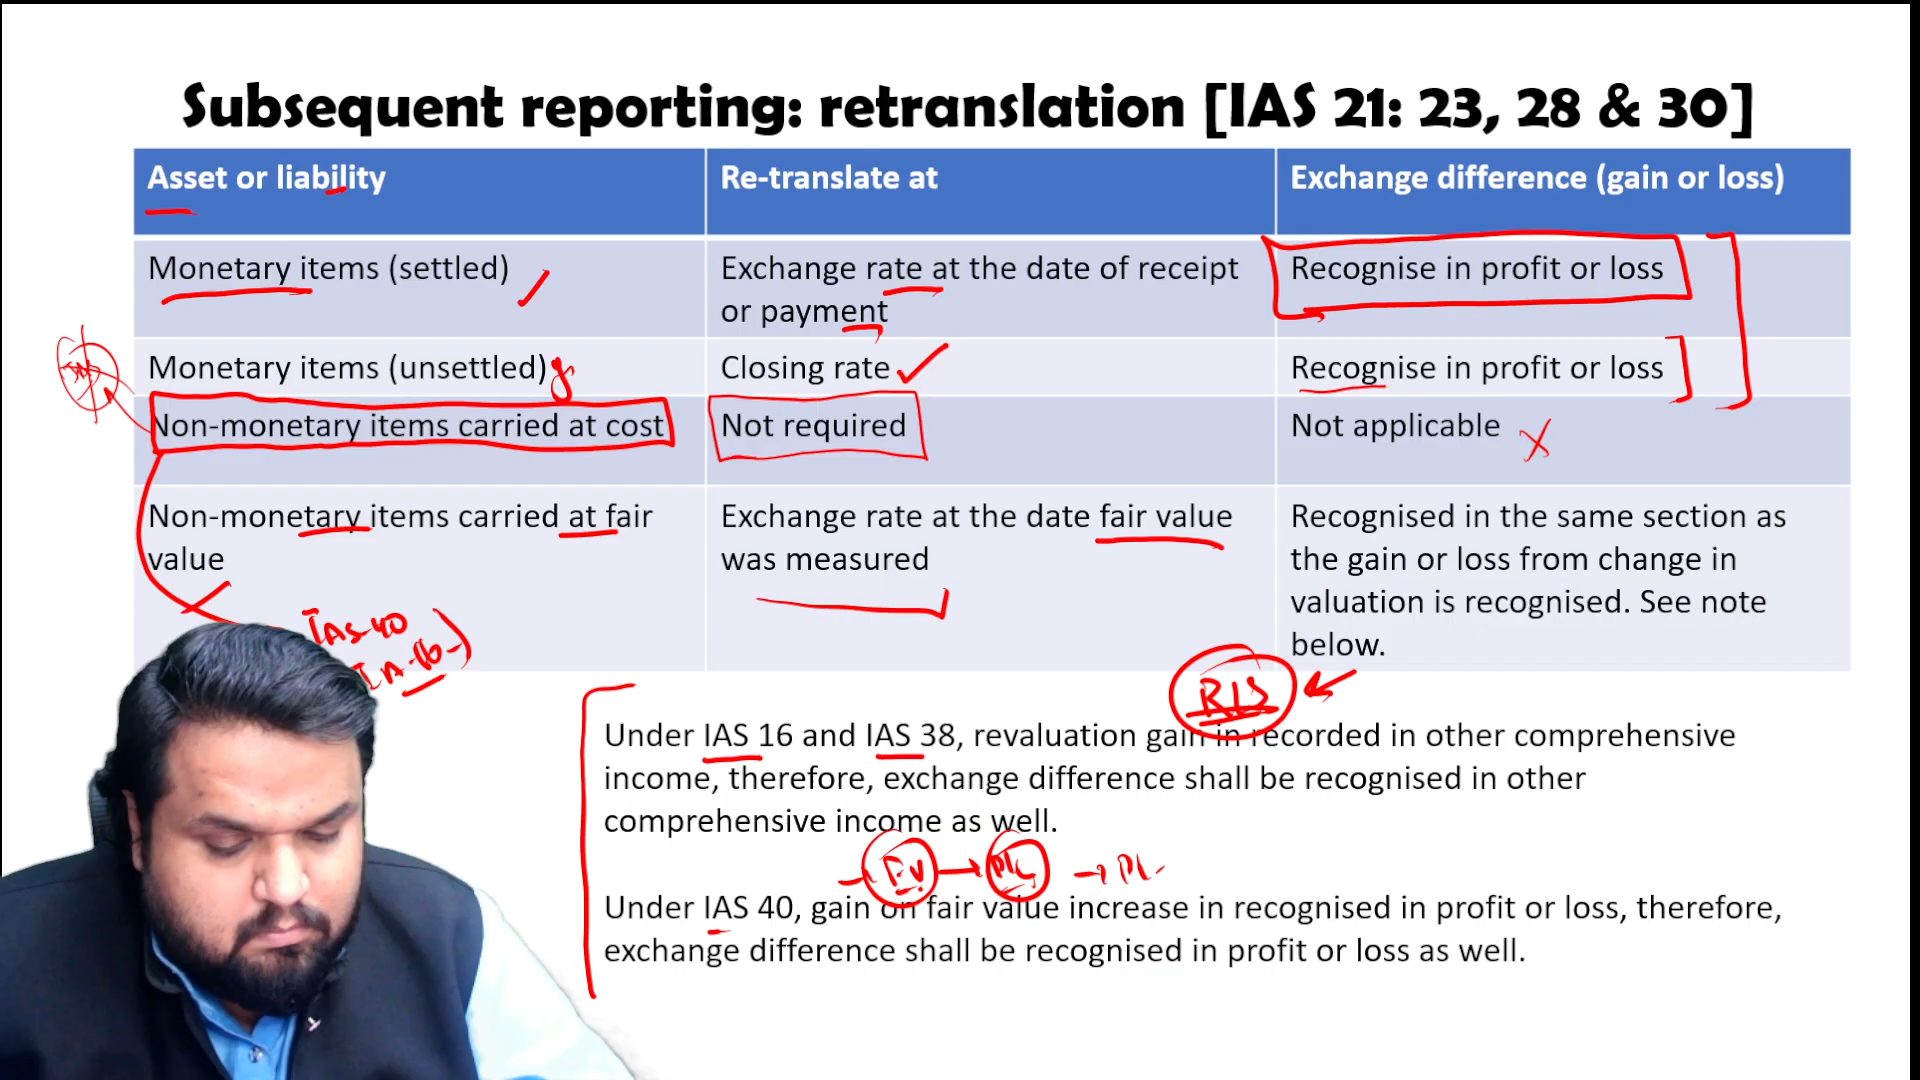 Subsequent reporting: retranslation [IAS 21: 23, 28 & 30]
Asset or liability
Re-translate at
Exchange difference (gain or loss)
Monetary items (settled)
Exchange rate at the date of receipt
or payment
Recognise in profit or loss
Monetary items (unsettled)
Closing rate
Recognise in profit or loss
Non-monetary items carried at cost
Not required
Not applicable
Non-monetary items carried at fair
value
Exchange rate at the date fair value
was measured
Recognised in the same section as
the gain or loss from change in
valuation is recognised. See note
below.
IAS 40
RIS
Under IAS 16 and IAS 38, revaluation gain in recorded in other comprehensive
income, therefore, exchange difference shall be recognised in other
comprehensive income as well.
FV
PL
Under IAS 40, gain on fair value increase in recognised in profit or loss, therefore,
exchange difference shall be recognised in profit or loss as well.